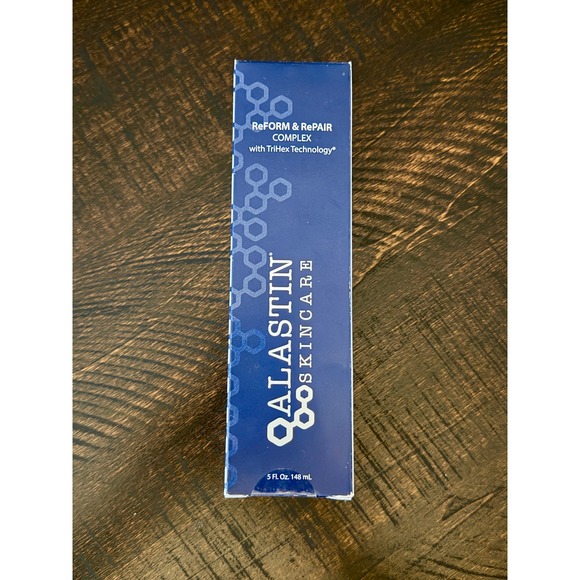 ReFORM & RePAIR
COMPLEX
with TriHex Technology®
ALASTIN®
SKINCARE
5 Fl. Oz. 148 mL